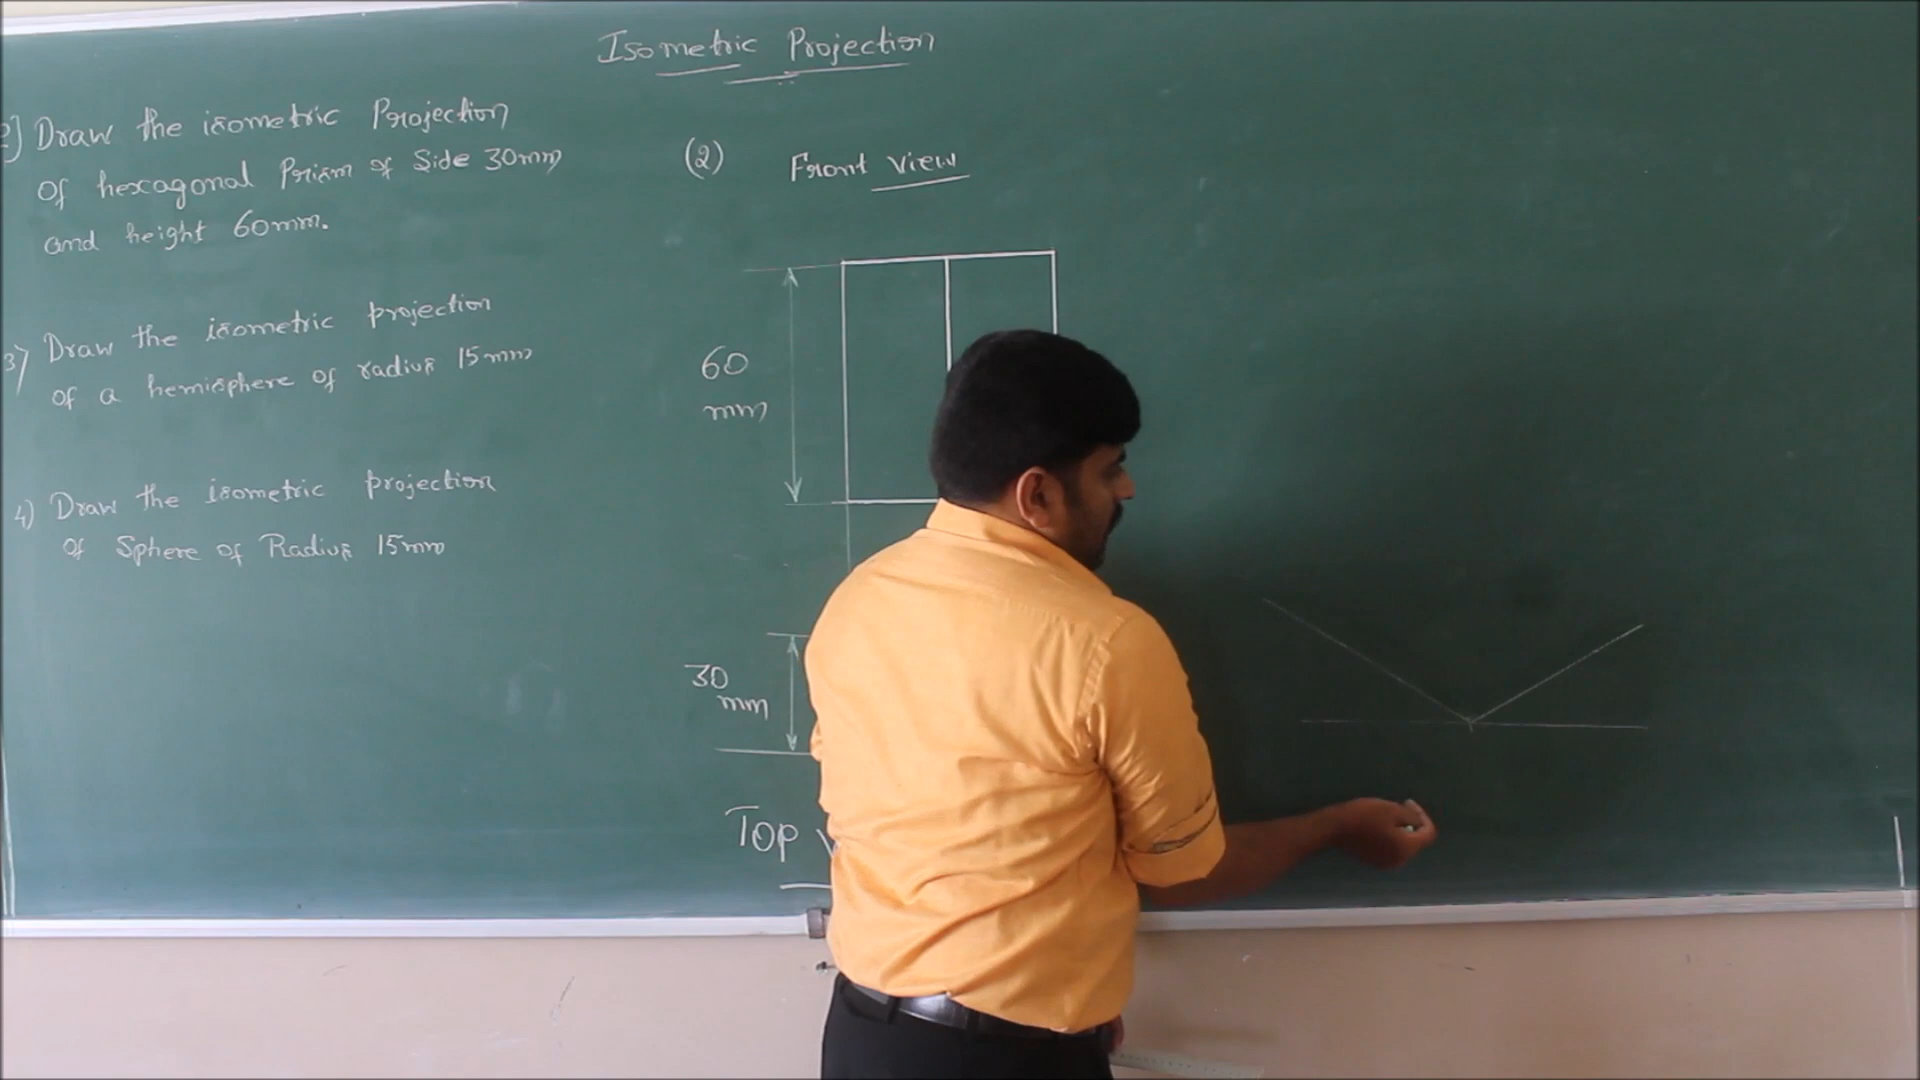 Isometric Projection
2] Draw the isometric Projection
Of hexagonal Prism of Side 30mm
and height 60mm.
3) Draw the isometric projection
of a hemisphere of radius 15mm
4) Draw the isometric projection
of Sphere of Radius 15mm
(2) Front View
60
mm
30
mm
Top